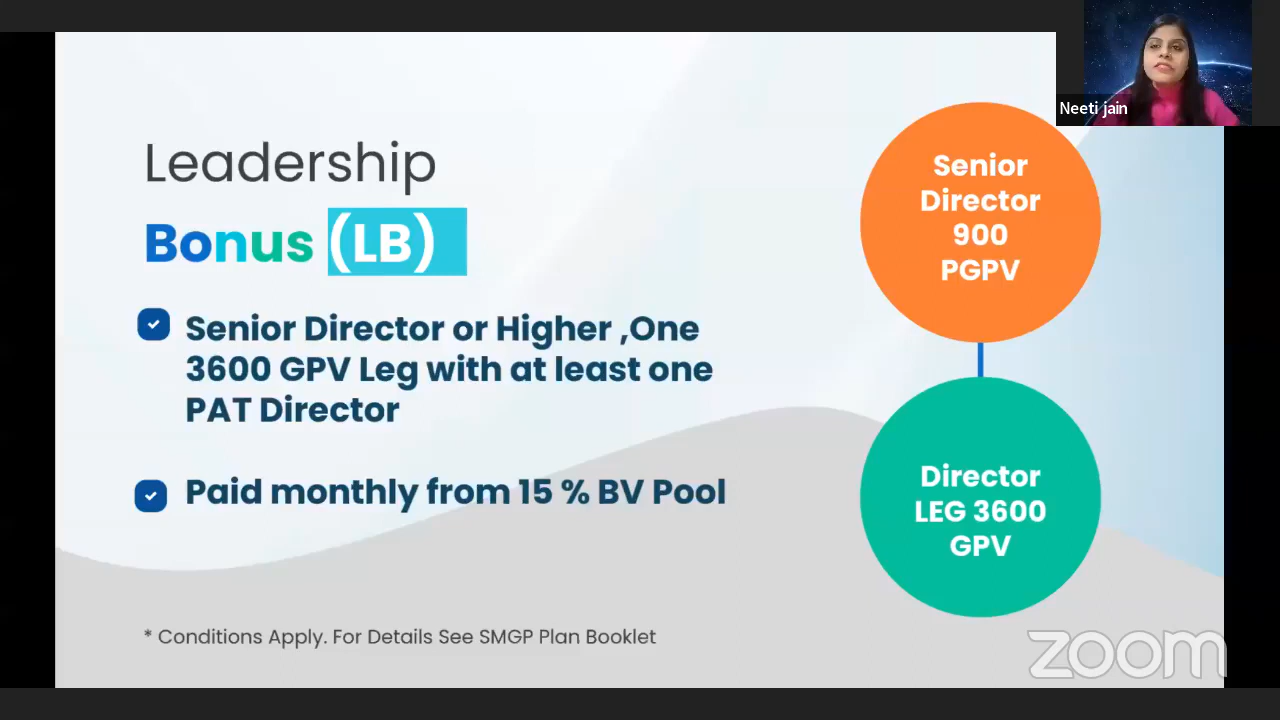 Neeti jain
Leadership
Bonus (LB)
Senior Director or Higher ,One
3600 GPV Leg with at least one
PAT Director
Paid monthly from 15 % BV Pool
* Conditions Apply. For Details See SMGP Plan Booklet
Senior
Director
900
PGPV
Director
LEG 3600
GPV
zoom